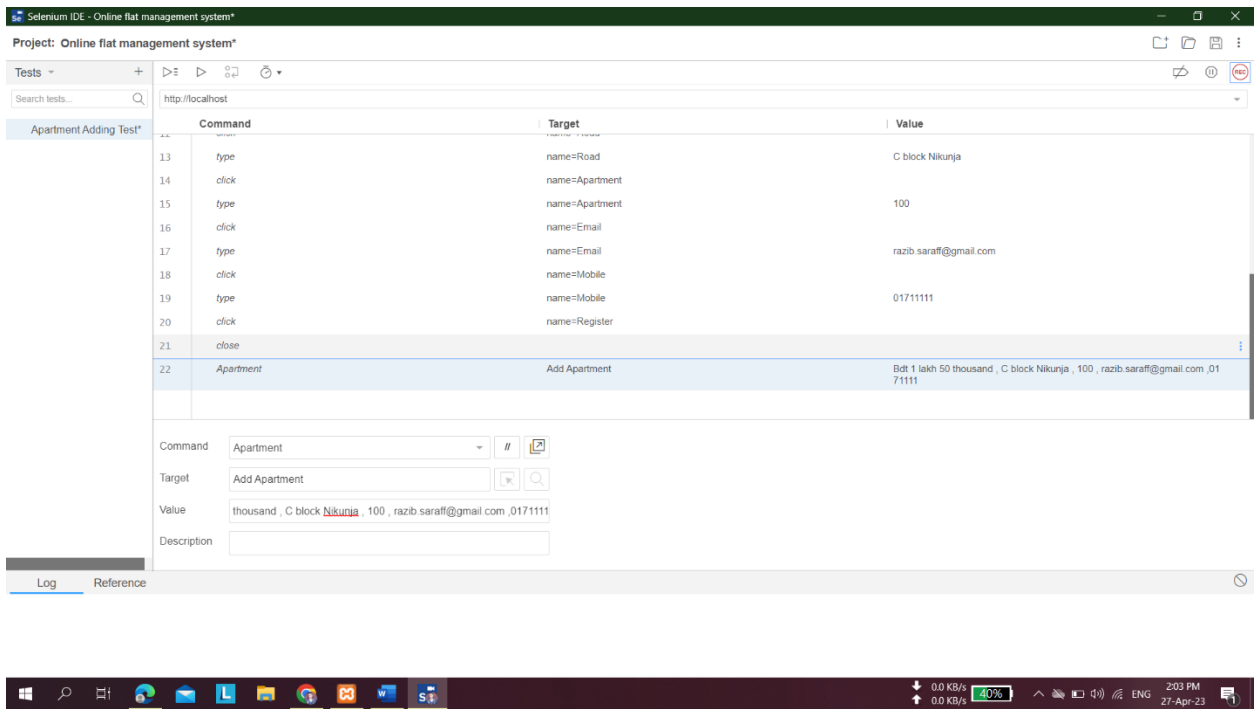 Selenium IDE - Online flat management system*
Project: Online flat management system*
Tests
REC
Search tests...
http://localhost
Apartment Adding Test*
Command Target Value
13 type name=Road C block Nikunja
14 click name=Apartment
15 type name=Apartment 100
16 click name=Email
17 type name=Email razib.saraff@gmail.com
18 click name=Mobile
19 type name=Mobile 01711111
20 click name=Register
21 close
22 Apartment Add Apartment Bdt 1 lakh 50 thousand , C block Nikunja , 100 , razib.saraff@gmail.com ,01
71111
Command Apartment //
Target Add Apartment
Value thousand , C block Nikunja , 100 , razib.saraff@gmail.com ,0171111
Description
Log Reference
0.0 KB/s
0.0 KB/s
40%
ENG
2:03 PM
27-Apr-23